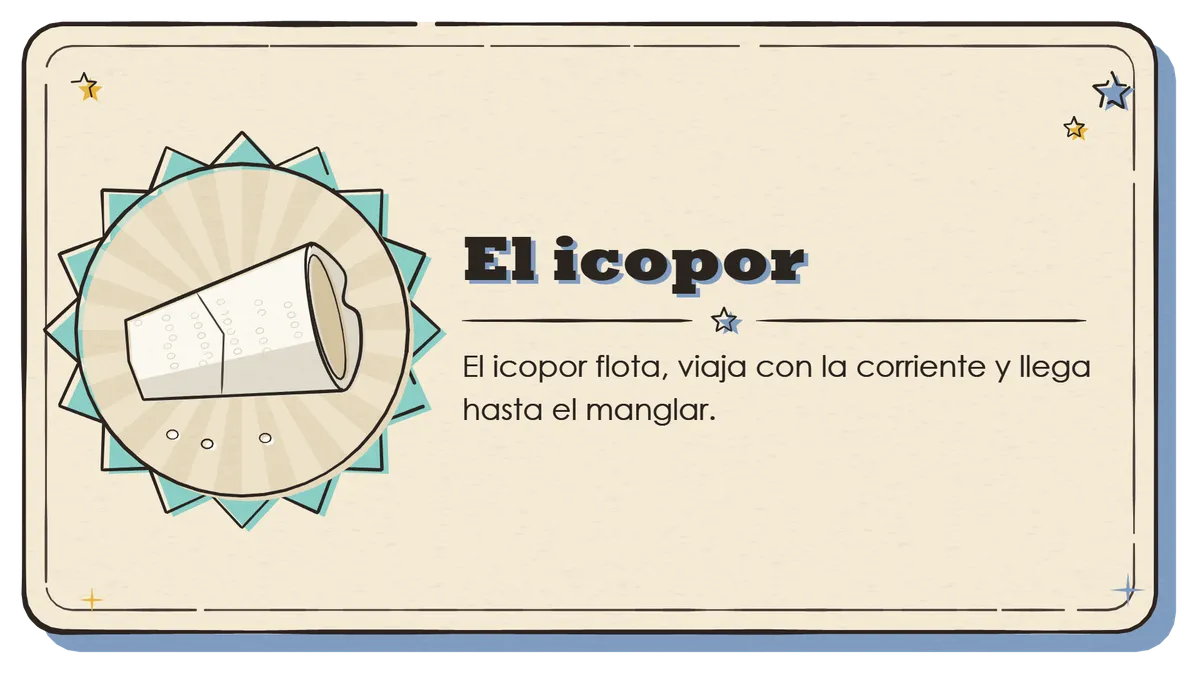 El icopor
El icopor flota, viaja con la corriente y llega
hasta el manglar.